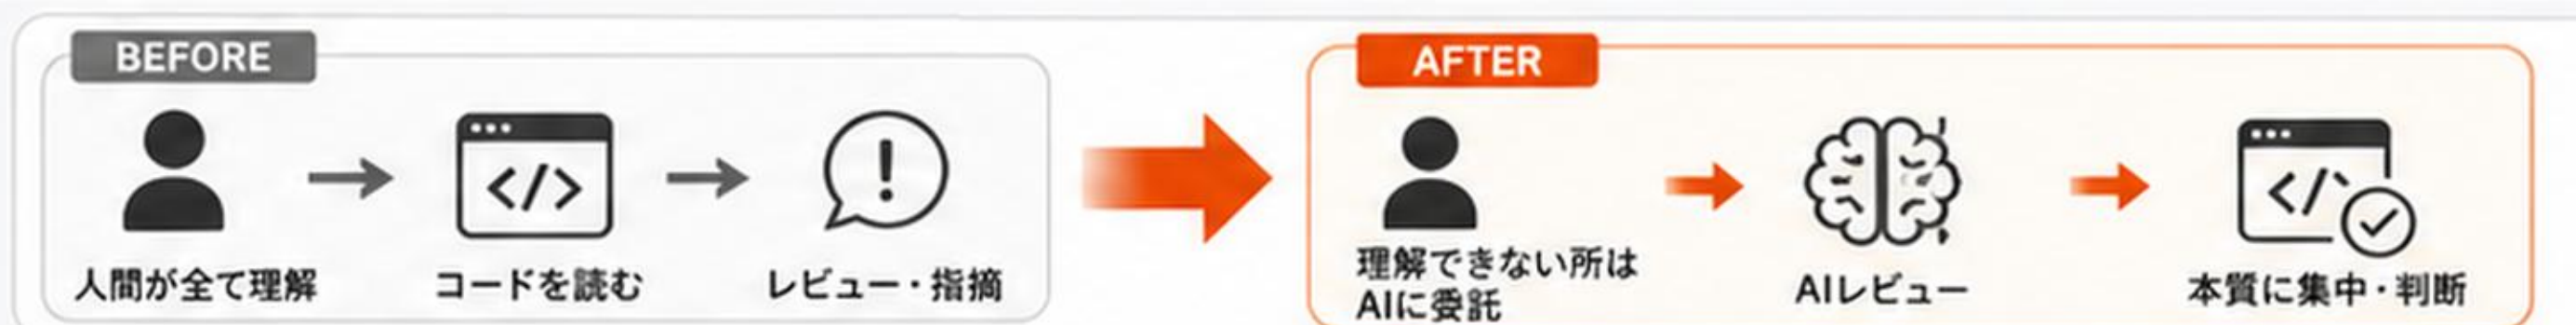 BEFORE
人間が全て理解
コードを読む
レビュー・指摘
AFTER
理解できない所は
AIに委託
AIレビュー
本質に集中・判断